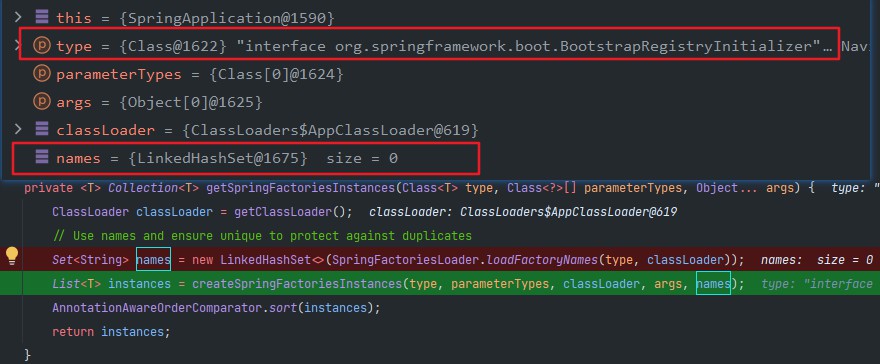 this = {SpringApplication@1590}
p type = {Class@1622} "interface org.springframework.boot.BootstrapRegistryInitializer"… Navi
p parameterTypes = {Class[0]@1624}
p args = {Object[0]@1625}
classLoader = {ClassLoaders$AppClassLoader@619}
names = {LinkedHashSet@1675}  size = 0
private <T> Collection<T> getSpringFactoriesInstances(Class<T> type, Class<?>[] parameterTypes, Object... args) {  type: "
ClassLoader classLoader = getClassLoader();  classLoader: ClassLoaders$AppClassLoader@619
// Use names and ensure unique to protect against duplicates
Set<String> names = new LinkedHashSet<>(SpringFactoriesLoader.loadFactoryNames(type, classLoader));  names:  size = 0
List<T> instances = createSpringFactoriesInstances(type, parameterTypes, classLoader, args, names);  type: "interface
AnnotationAwareOrderComparator.sort(instances);
return instances;
}